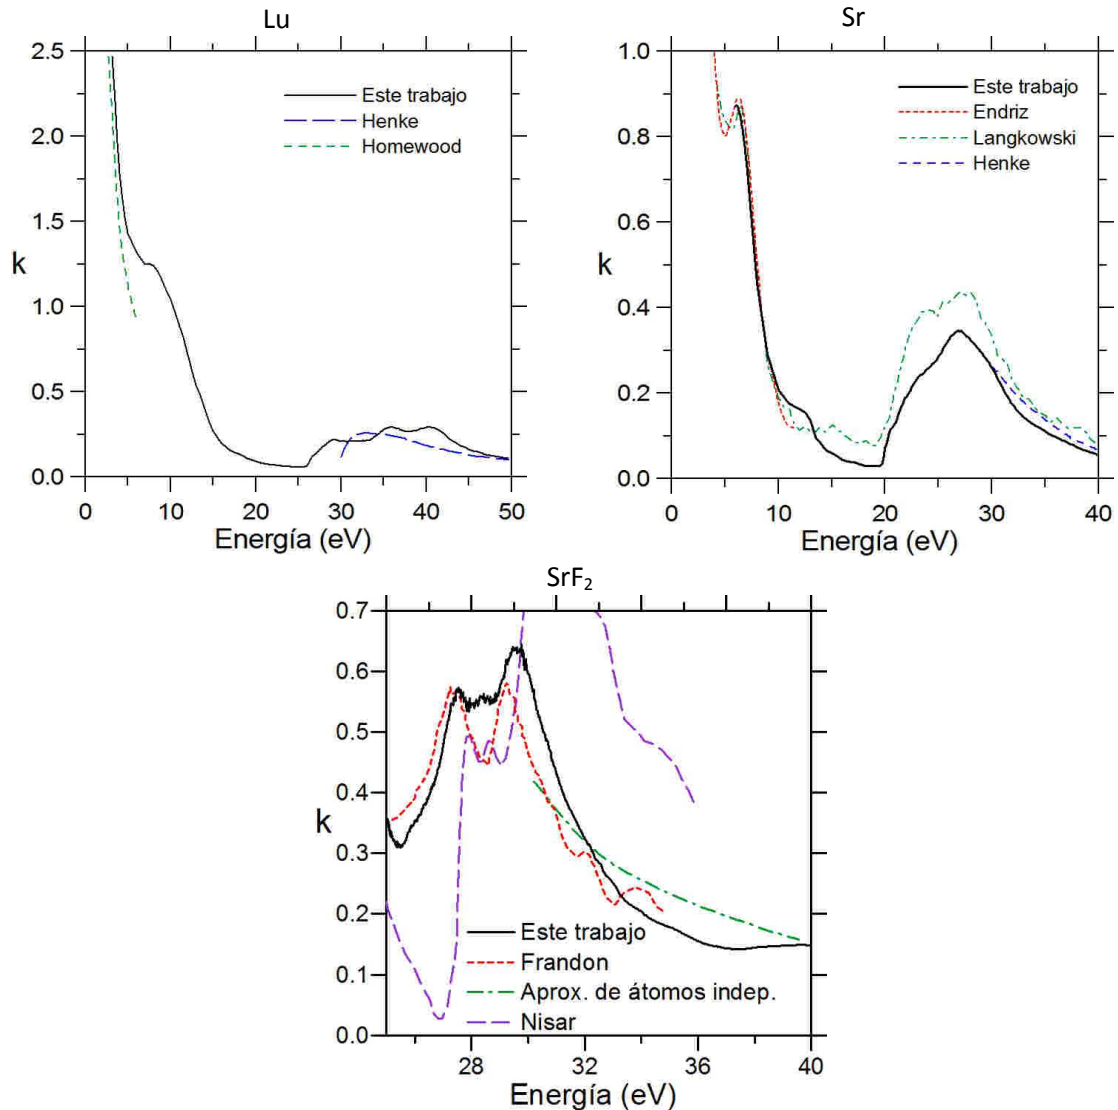 Lu
2.5
2.0
1.5
1.0
0.5
0.0
k
Este trabajo
Henke
Homewood
0 10 20 30 40 50
Energía (eV)
Sr
1.0
0.8
0.6
0.4
0.2
0.0
k
Este trabajo
Endriz
Langkowski
Henke
0 10 20 30 40
Energía (eV)
SrF₂
0.7
0.6
0.5
0.4
0.3
0.2
0.1
0.0
k
Este trabajo
Frandon
Aprox. de átomos indep.
Nisar
28 32 36 40
Energía (eV)